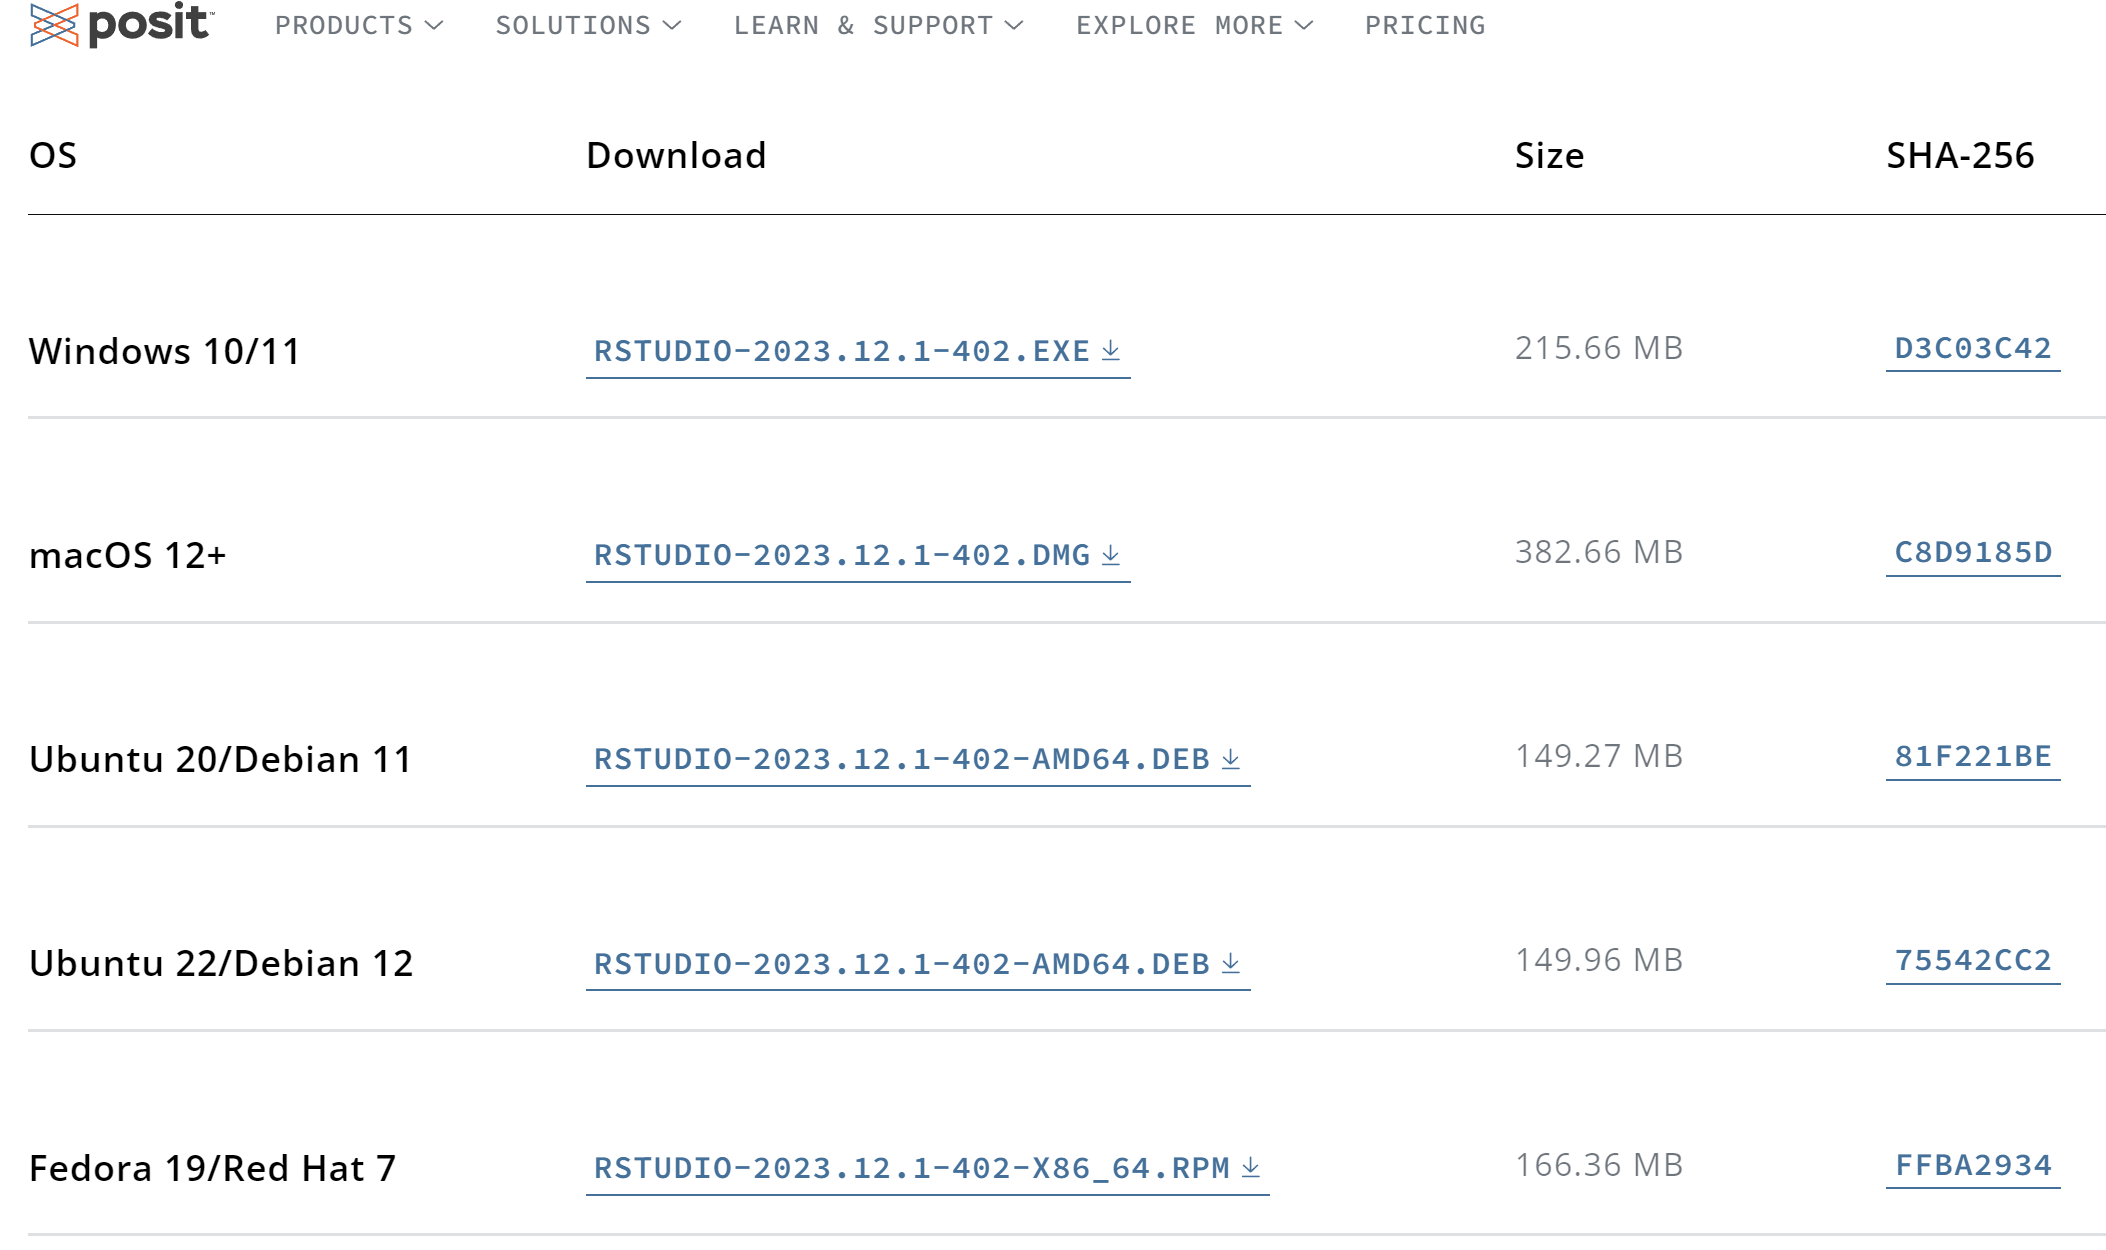 posit™ PRODUCTS SOLUTIONS LEARN & SUPPORT EXPLORE MORE PRICING
OS Download Size SHA-256
Windows 10/11 RSTUDIO-2023.12.1-402.EXE 215.66 MB D3C03C42
macOS 12+ RSTUDIO-2023.12.1-402.DMG 382.66 MB C8D9185D
Ubuntu 20/Debian 11 RSTUDIO-2023.12.1-402-AMD64.DEB 149.27 MB 81F221BE
Ubuntu 22/Debian 12 RSTUDIO-2023.12.1-402-AMD64.DEB 149.96 MB 75542CC2
Fedora 19/Red Hat 7 RSTUDIO-2023.12.1-402-X86_64.RPM 166.36 MB FFBA2934